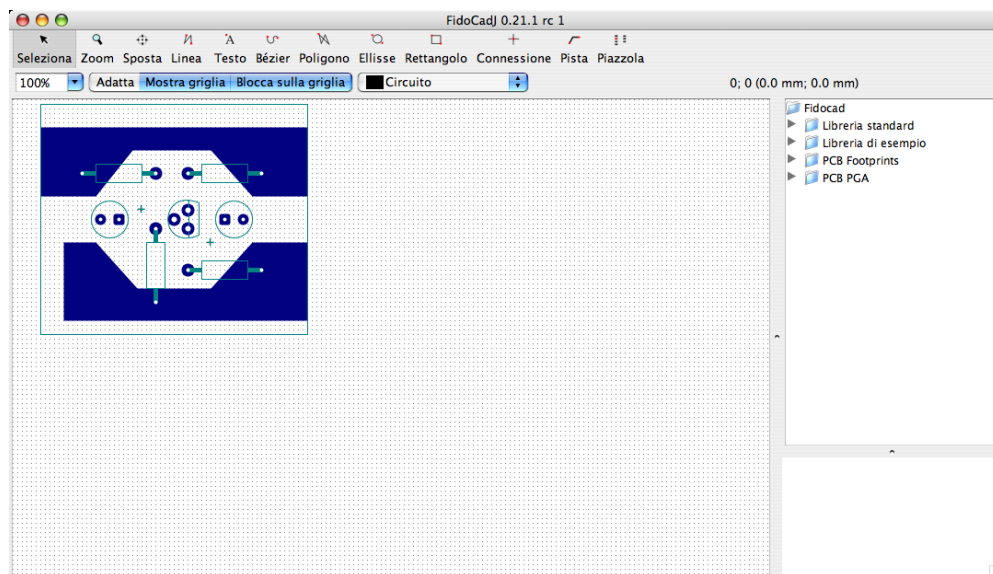 FidoCadJ 0.21.1 rc 1
Seleziona Zoom Sposta Linea Testo Bézier Poligono Ellisse Rettangolo Connessione Pista Piazzola
100% Adatta Mostra griglia Blocca sulla griglia Circuito 0; 0 (0.0 mm; 0.0 mm)
Fidocad
Libreria standard
Libreria di esempio
PCB Footprints
PCB PGA